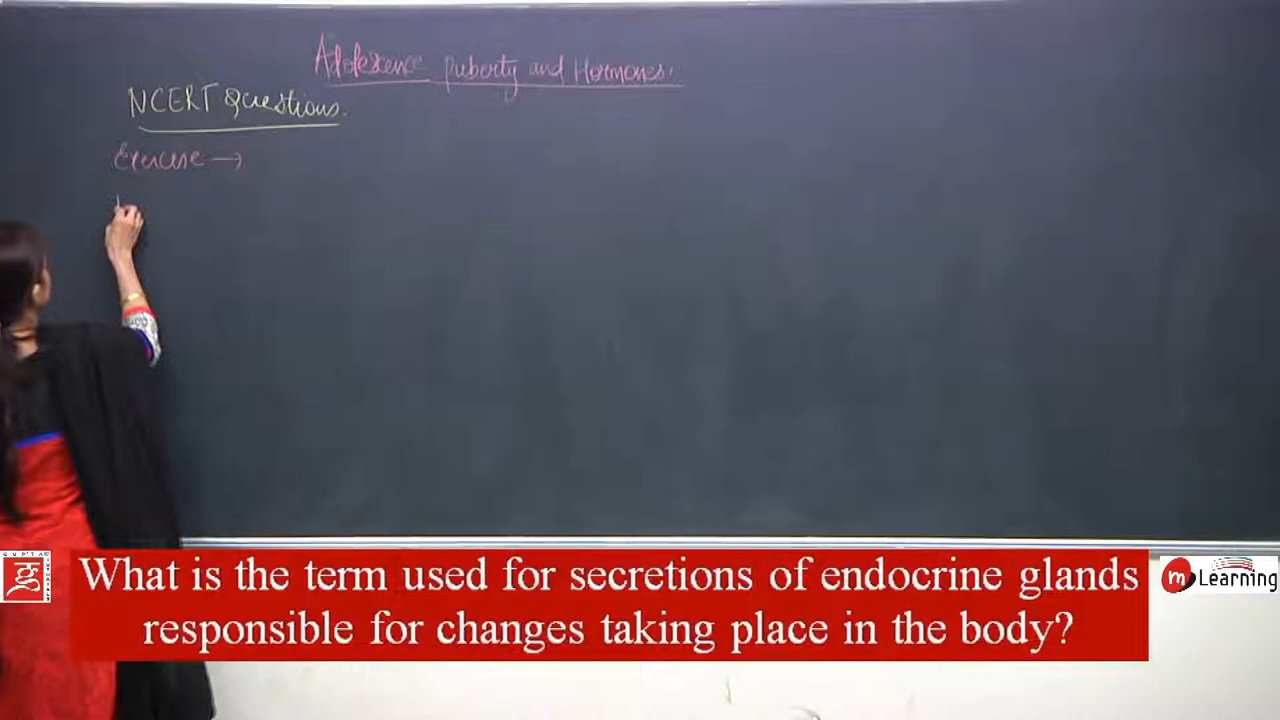 Adolescence puberty and Hormones.
NCERT Questions.
Exercise →
What is the term used for secretions of endocrine glands
responsible for changes taking place in the body?
m Learning